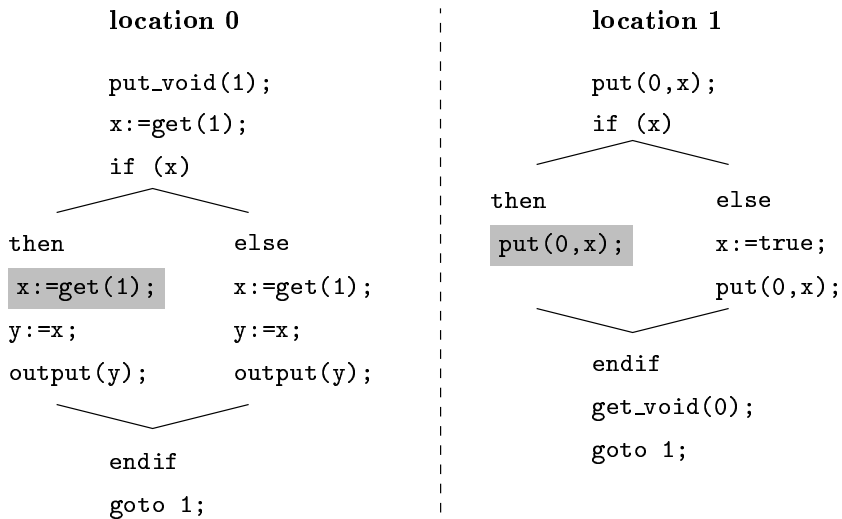 location 0
put_void(1);
x:=get(1);
if (x)
then
x:=get(1);
y:=x;
output(y);
else
x:=get(1);
y:=x;
output(y);
endif
goto 1;
location 1
put(0,x);
if (x)
then
put(0,x);
else
x:=true;
put(0,x);
endif
get_void(0);
goto 1;